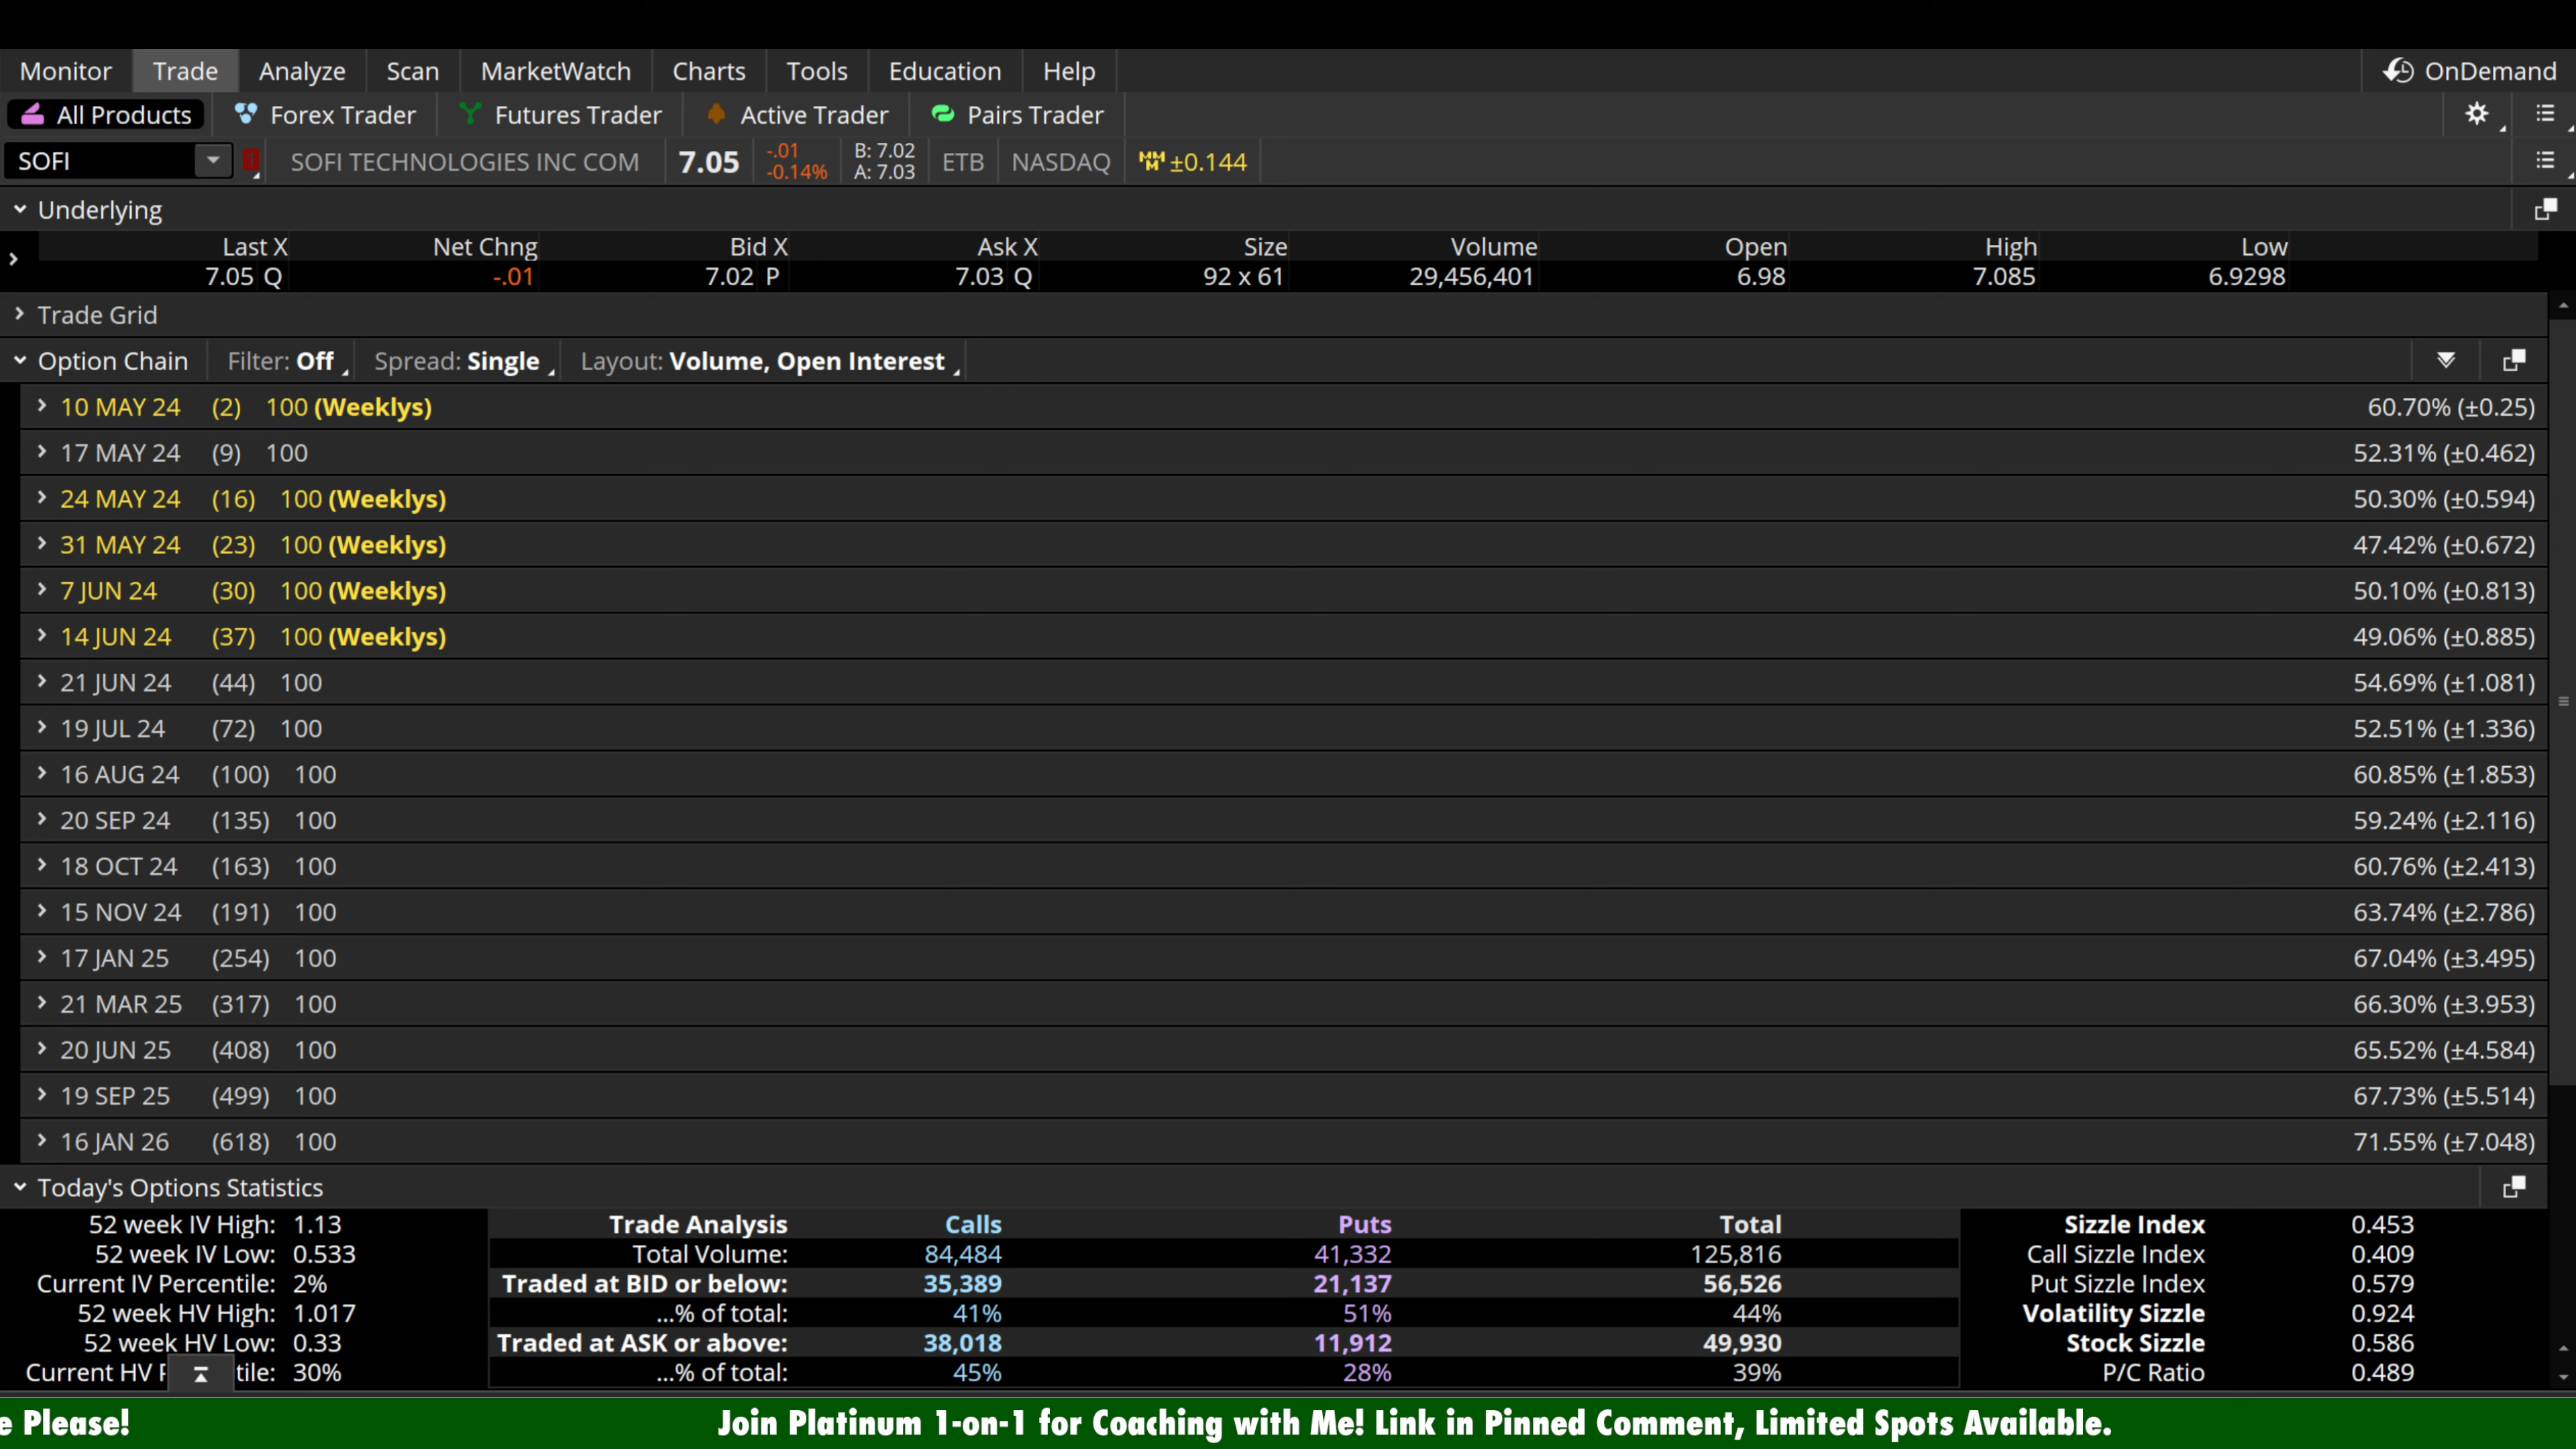 Monitor Trade Analyze Scan MarketWatch Charts Tools Education Help OnDemand
All Products Forex Trader Futures Trader Active Trader Pairs Trader
SOFI SOFI TECHNOLOGIES INC COM 7.05 -.01 -0.14% B: 7.02 A: 7.03 ETB NASDAQ ±0.144
Underlying
Last X Net Chng Bid X Ask X Size Volume Open High Low
7.05 Q -.01 7.02 P 7.03 Q 92 x 61 29,456,401 6.98 7.085 6.9298
Trade Grid
Option Chain Filter: Off Spread: Single Layout: Volume, Open Interest
10 MAY 24 (2) 100 (Weeklys) 60.70% (±0.25)
17 MAY 24 (9) 100 52.31% (±0.462)
24 MAY 24 (16) 100 (Weeklys) 50.30% (±0.594)
31 MAY 24 (23) 100 (Weeklys) 47.42% (±0.672)
7 JUN 24 (30) 100 (Weeklys) 50.10% (±0.813)
14 JUN 24 (37) 100 (Weeklys) 49.06% (±0.885)
21 JUN 24 (44) 100 54.69% (±1.081)
19 JUL 24 (72) 100 52.51% (±1.336)
16 AUG 24 (100) 100 60.85% (±1.853)
20 SEP 24 (135) 100 59.24% (±2.116)
18 OCT 24 (163) 100 60.76% (±2.413)
15 NOV 24 (191) 100 63.74% (±2.786)
17 JAN 25 (254) 100 67.04% (±3.495)
21 MAR 25 (317) 100 66.30% (±3.953)
20 JUN 25 (408) 100 65.52% (±4.584)
19 SEP 25 (499) 100 67.73% (±5.514)
16 JAN 26 (618) 100 71.55% (±7.048)
Today's Options Statistics
52 week IV High: 1.13 Trade Analysis Calls Puts Total Sizzle Index 0.453
52 week IV Low: 0.533 Total Volume: 84,484 41,332 125,816 Call Sizzle Index 0.409
Current IV Percentile: 2% Traded at BID or below: 35,389 21,137 56,526 Put Sizzle Index 0.579
52 week HV High: 1.017 ...% of total: 41% 51% 44% Volatility Sizzle 0.924
52 week HV Low: 0.33 Traded at ASK or above: 38,018 11,912 49,930 Stock Sizzle 0.586
Current HV tile: 30% ...% of total: 45% 28% 39% P/C Ratio 0.489
e Please! Join Platinum 1-on-1 for Coaching with Me! Link in Pinned Comment, Limited Spots Available.